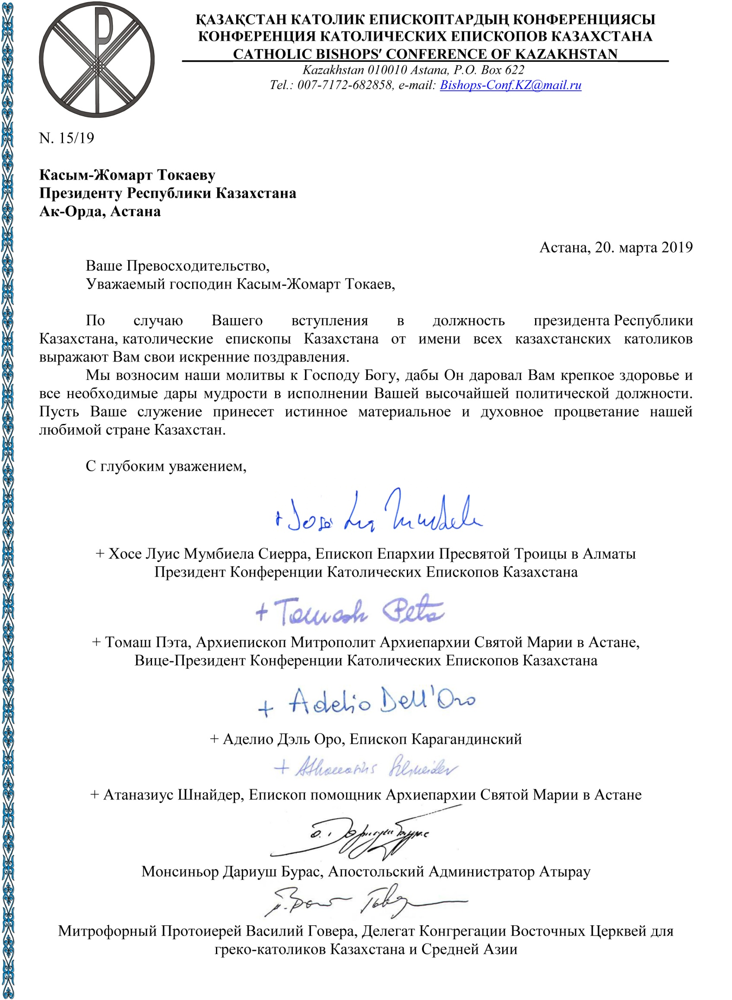 ҚАЗАҚСТАН КАТОЛИК ЕПИСКОПТАРДЫҢ КОНФЕРЕНЦИЯСЫ
КОНФЕРЕНЦИЯ КАТОЛИЧЕСКИХ ЕПИСКОПОВ КАЗАХСТАНА
CATHOLIC BISHOPS' CONFERENCE OF KAZAKHSTAN
Kazakhstan 010010 Astana, P.O. Box 622
Tel.: 007-7172-682858, e-mail: Bishops-Conf.KZ@mail.ru
N. 15/19
Касым-Жомарт Токаеву
Президенту Республики Казахстана
Ак-Орда, Астана
Астана, 20. марта 2019
Ваше Превосходительство,
Уважаемый господин Касым-Жомарт Токаев,
По случаю Вашего вступления в должность президента Республики
Казахстана, католические епископы Казахстана от имени всех казахстанских католиков
выражают Вам свои искренние поздравления.
Мы возносим наши молитвы к Господу Богу, дабы Он даровал Вам крепкое здоровье и
все необходимые дары мудрости в исполнении Вашей высочайшей политической должности.
Пусть Ваше служение принесет истинное материальное и духовное процветание нашей
любимой стране Казахстан.
С глубоким уважением,
+ José
+ Хосе Луис Мумбиела Сиерра, Епископ Епархии Пресвятой Троицы в Алматы
Президент Конференции Католических Епископов Казахстана
+ Tomash Peta
+ Томаш Пэта, Архиепископ Митрополит Архиепархии Святой Марии в Астане,
Вице-Президент Конференции Католических Епископов Казахстана
+ Adelio Dell'Oro
+ Аделио Дэль Оро, Епископ Карагандинский
+ Athanasius Schneider
+ Атаназиус Шнайдер, Епископ помощник Архиепархии Святой Марии в Астане
Монсиньор Дариуш Бурас, Апостольский Администратор Атырау
Митрофорный Протоиерей Василий Говера, Делегат Конгрегации Восточных Церквей для
греко-католиков Казахстана и Средней Азии